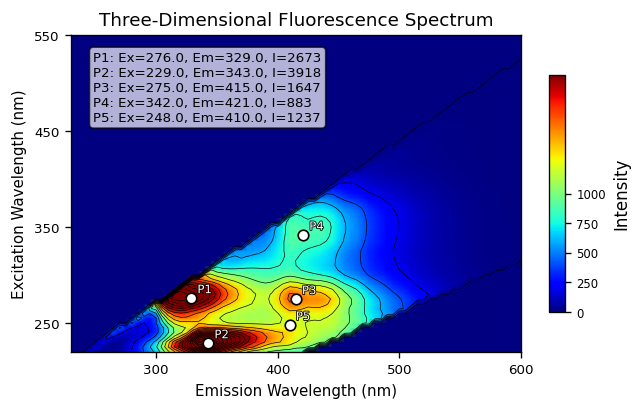 Three-Dimensional Fluorescence Spectrum
550
450
350
250
Excitation Wavelength (nm)
P1: Ex=276.0, Em=329.0, I=2673
P2: Ex=229.0, Em=343.0, I=3918
P3: Ex=275.0, Em=415.0, I=1647
P4: Ex=342.0, Em=421.0, I=883
P5: Ex=248.0, Em=410.0, I=1237
P4
P1
P3
P5
P2
300
400
500
600
Emission Wavelength (nm)
1000
750
500
250
0
Intensity